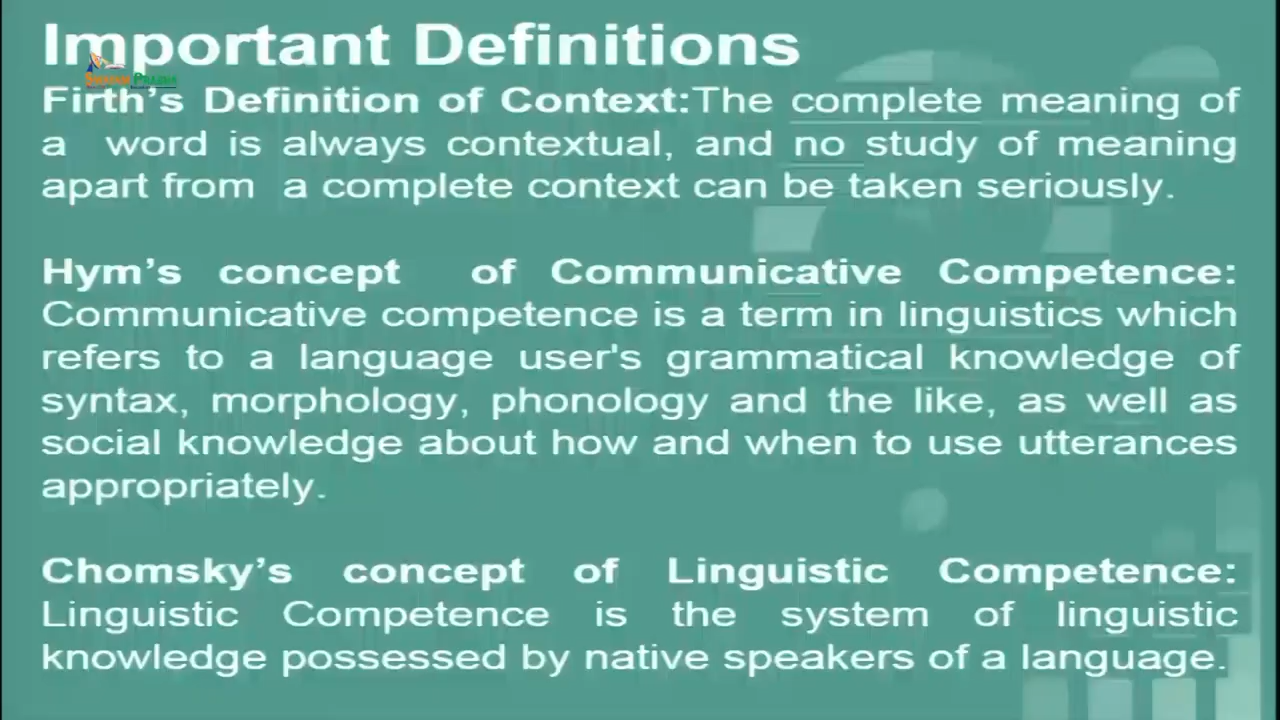 Important Definitions
SWAYAM PRABHA
Firth's Definition of Context:The complete meaning of
a word is always contextual, and no study of meaning
apart from a complete context can be taken seriously.
Hym's concept of Communicative Competence:
Communicative competence is a term in linguistics which
refers to a language user's grammatical knowledge of
syntax, morphology, phonology and the like, as well as
social knowledge about how and when to use utterances
appropriately.
Chomsky's concept of Linguistic Competence:
Linguistic Competence is the system of linguistic
knowledge possessed by native speakers of a language.